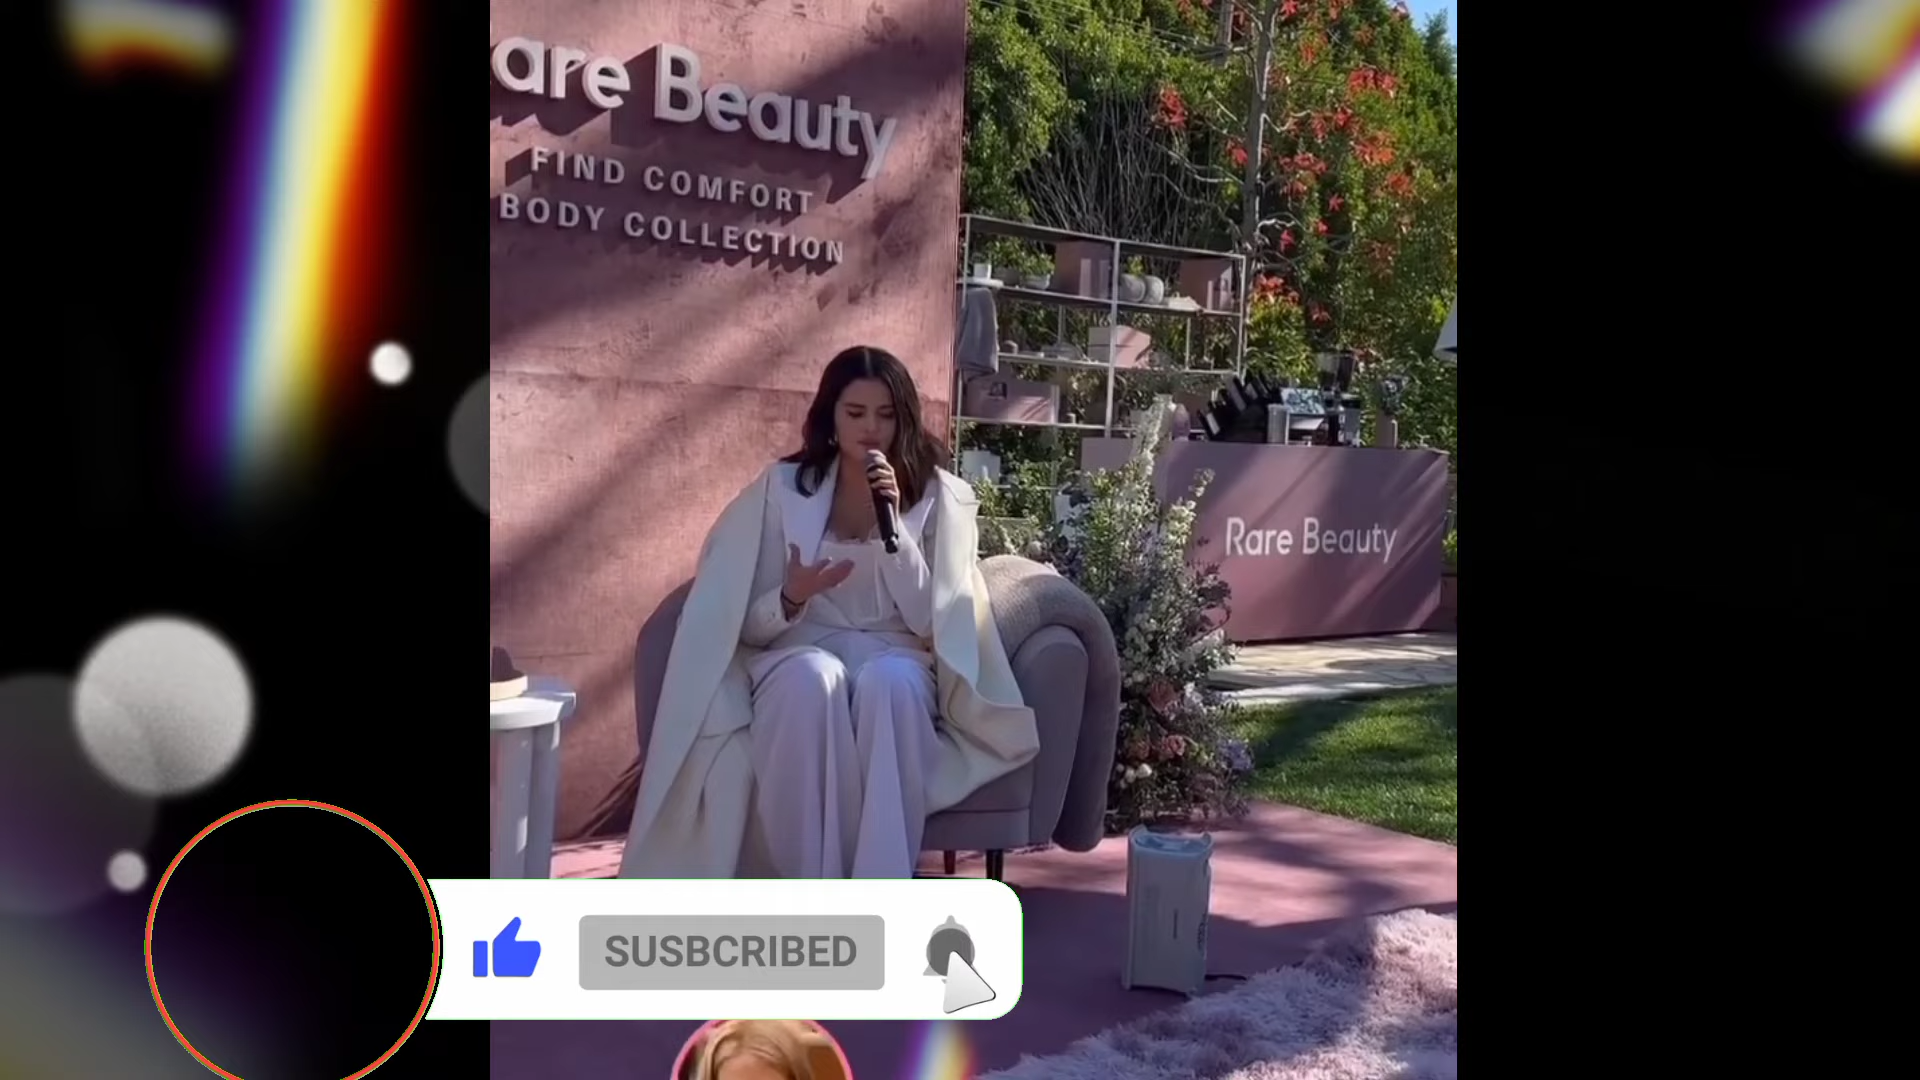 are Beauty
FIND COMFORT
BODY COLLECTION
Rare Beauty
SUSBCRIBED